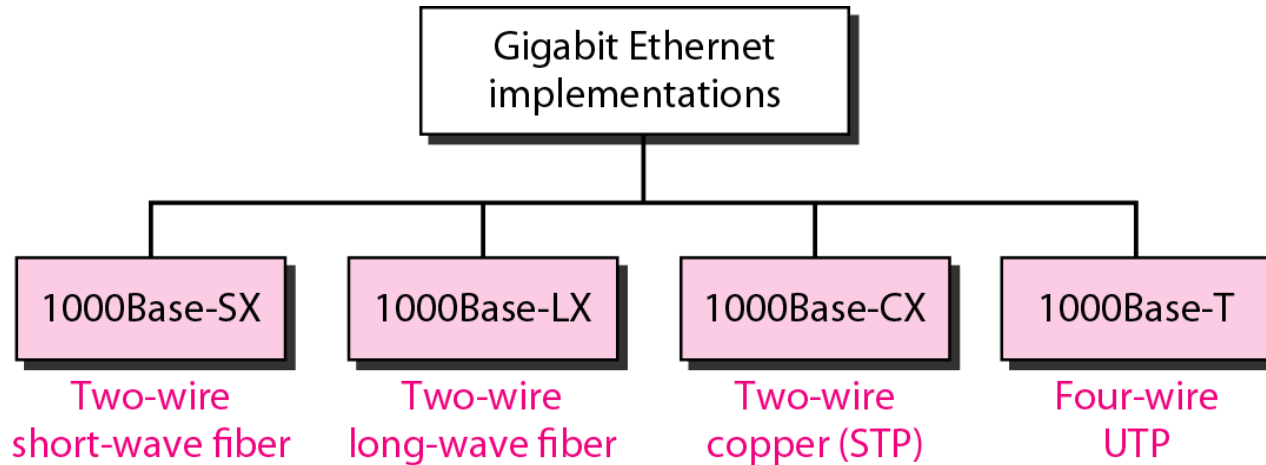 Gigabit Ethernet
implementations
1000Base-SX
1000Base-LX
1000Base-CX
1000Base-T
Two-wire
short-wave fiber
Two-wire
long-wave fiber
Two-wire
copper (STP)
Four-wire
UTP